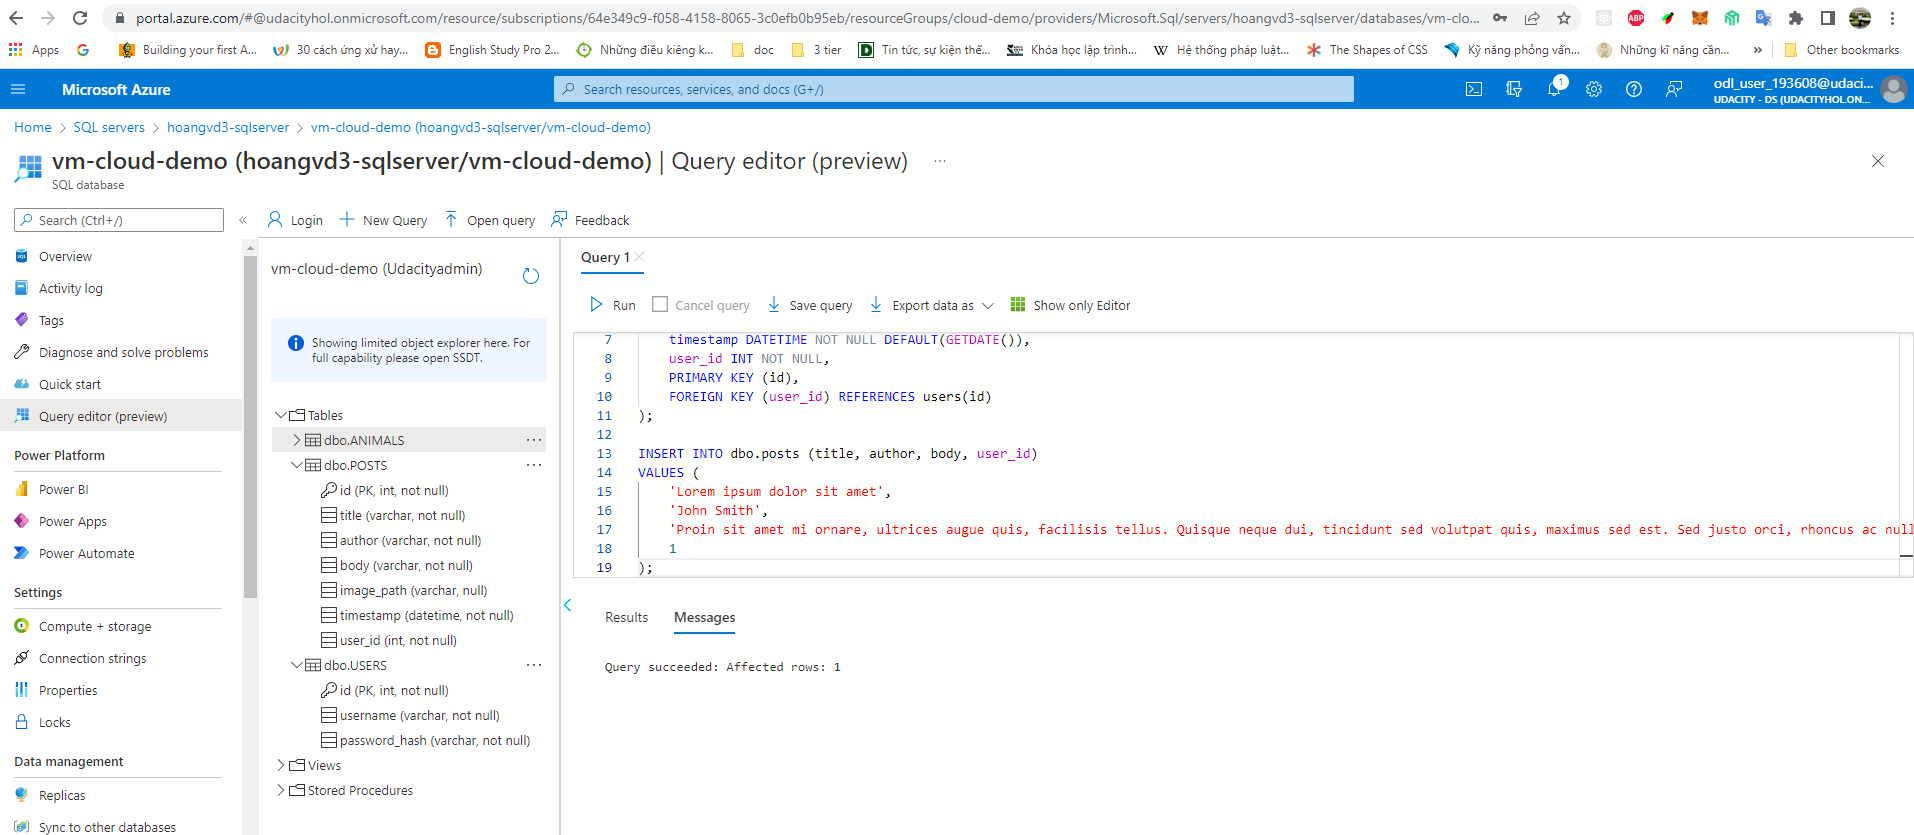 portal.azure.com/#@udacityhol.onmicrosoft.com/resource/subscriptions/64e349c9-f058-4158-8065-3c0efb0b95eb/resourceGroups/cloud-demo/providers/Microsoft.Sql/servers/hoangvd3-sqlserver/databases/vm-clo...
Apps
Building your first A...
30 cách ứng xử hay...
English Study Pro 2...
Những điều kiêng k...
doc
3 tier
Tin tức, sự kiện thế...
Khóa học lập trình...
Hệ thống pháp luật...
The Shapes of CSS
Kỹ năng phỏng vấn...
Những kĩ năng căn...
»
Other bookmarks
Microsoft Azure
Search resources, services, and docs (G+/)
1
odl_user_193608@udaci...
UDACITY - DS (UDACITYHOL.ON...
Home > SQL servers > hoangvd3-sqlserver > vm-cloud-demo (hoangvd3-sqlserver/vm-cloud-demo)
vm-cloud-demo (hoangvd3-sqlserver/vm-cloud-demo) | Query editor (preview) ...
SQL database
Search (Ctrl+/)
«
Overview
Activity log
Tags
Diagnose and solve problems
Quick start
Query editor (preview)
Power Platform
Power BI
Power Apps
Power Automate
Settings
Compute + storage
Connection strings
Properties
Locks
Data management
Replicas
Sync to other databases
Login
New Query
Open query
Feedback
vm-cloud-demo (Udacityadmin)
Showing limited object explorer here. For
full capability please open SSDT.
Tables
dbo.ANIMALS ...
dbo.POSTS ...
id (PK, int, not null)
title (varchar, not null)
author (varchar, not null)
body (varchar, not null)
image_path (varchar, null)
timestamp (datetime, not null)
user_id (int, not null)
dbo.USERS ...
id (PK, int, not null)
username (varchar, not null)
password_hash (varchar, not null)
Views
Stored Procedures
Query 1
Run
Cancel query
Save query
Export data as
Show only Editor
7 timestamp DATETIME NOT NULL DEFAULT(GETDATE()),
8 user_id INT NOT NULL,
9 PRIMARY KEY (id),
10 FOREIGN KEY (user_id) REFERENCES users(id)
11 );
12
13 INSERT INTO dbo.posts (title, author, body, user_id)
14 VALUES (
15 'Lorem ipsum dolor sit amet',
16 'John Smith',
17 'Proin sit amet mi ornare, ultrices augue quis, facilisis tellus. Quisque neque dui, tincidunt sed volutpat quis, maximus sed est. Sed justo orci, rhoncus ac null
18 1
19 );
Results
Messages
Query succeeded: Affected rows: 1